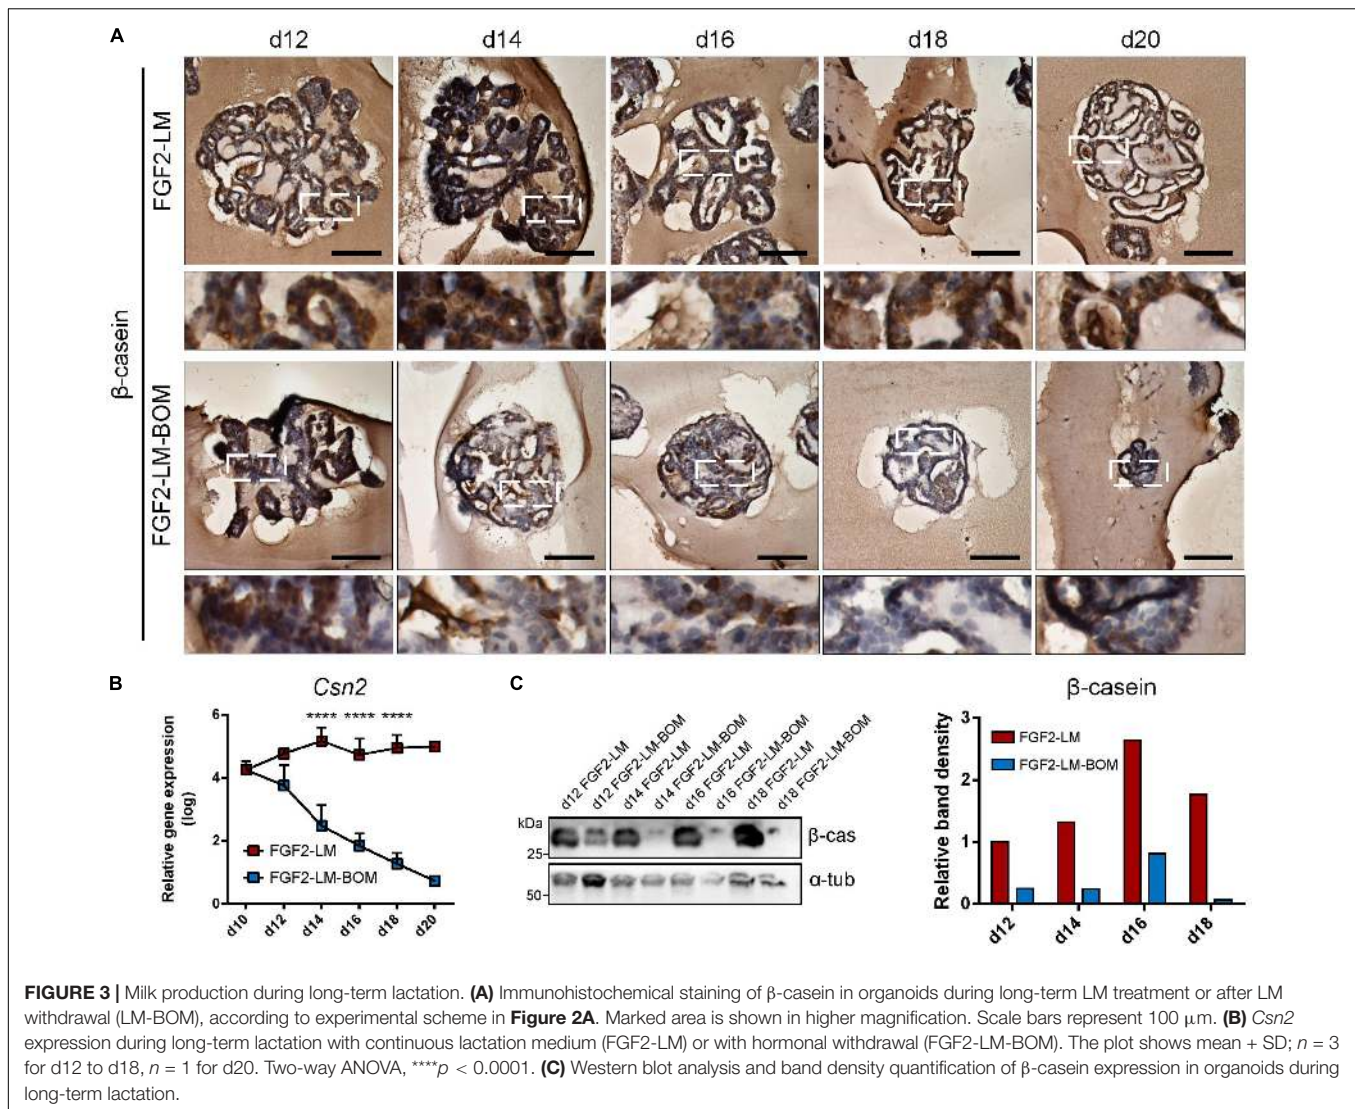 A
d12 d14 d16 d18 d20
β-casein
FGF2-LM
FGF2-LM-BOM
B
Csn2
Relative gene expression
(log)
6
4
2
0
**** **** ****
FGF2-LM
FGF2-LM-BOM
d10 d12 d14 d16 d18 d20
C
d12 FGF2-LM
d12 FGF2-LM-BOM
d14 FGF2-LM
d14 FGF2-LM-BOM
d16 FGF2-LM
d16 FGF2-LM-BOM
d18 FGF2-LM
d18 FGF2-LM-BOM
kDa
25
β-cas
50
α-tub
β-casein
Relative band density
3
2
1
0
FGF2-LM
FGF2-LM-BOM
d12 d14 d16 d18
FIGURE 3 | Milk production during long-term lactation. (A) Immunohistochemical staining of β-casein in organoids during long-term LM treatment or after LM
withdrawal (LM-BOM), according to experimental scheme in Figure 2A. Marked area is shown in higher magnification. Scale bars represent 100 μm. (B) Csn2
expression during long-term lactation with continuous lactation medium (FGF2-LM) or with hormonal withdrawal (FGF2-LM-BOM). The plot shows mean + SD; n = 3
for d12 to d18, n = 1 for d20. Two-way ANOVA, ****p < 0.0001. (C) Western blot analysis and band density quantification of β-casein expression in organoids during
long-term lactation.